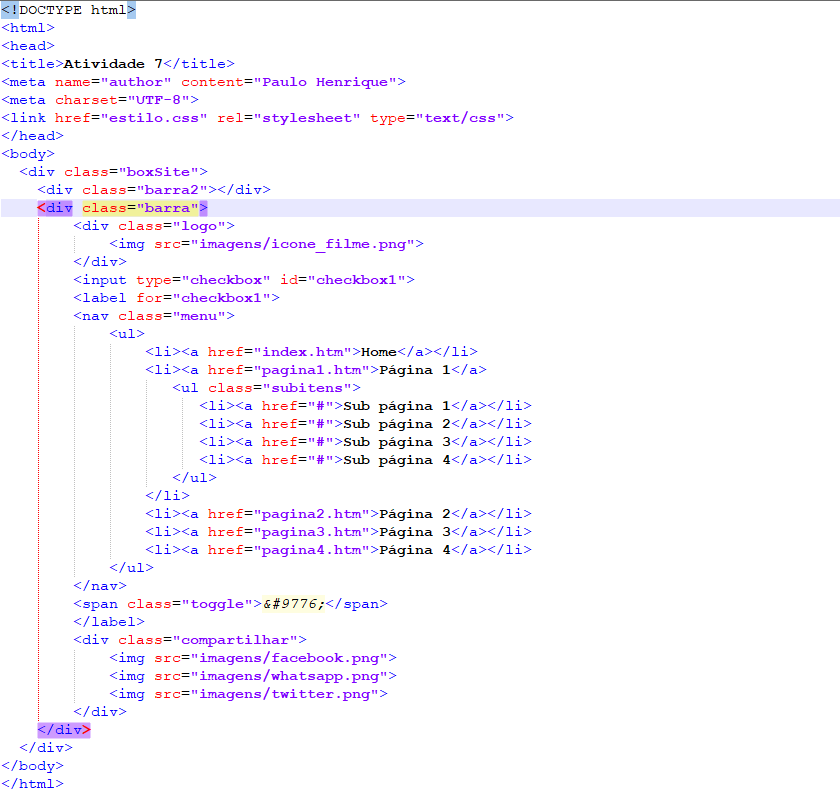 <!DOCTYPE html>
<html>
<head>
<title>Atividade 7</title>
<meta name="author" content="Paulo Henrique">
<meta charset="UTF-8">
<link href="estilo.css" rel="stylesheet" type="text/css">
</head>
<body>
  <div class="boxSite">
    <div class="barra2"></div>
    <div class="barra">
        <div class="logo">
            <img src="imagens/icone_filme.png">
        </div>
        <input type="checkbox" id="checkbox1">
        <label for="checkbox1">
        <nav class="menu">
            <ul>
                <li><a href="index.htm">Home</a></li>
                <li><a href="pagina1.htm">Página 1</a>
                   <ul class="subitens">
                      <li><a href="#">Sub página 1</a></li>
                      <li><a href="#">Sub página 2</a></li>
                      <li><a href="#">Sub página 3</a></li>
                      <li><a href="#">Sub página 4</a></li>
                   </ul>
                </li>
                <li><a href="pagina2.htm">Página 2</a></li>
                <li><a href="pagina3.htm">Página 3</a></li>
                <li><a href="pagina4.htm">Página 4</a></li>
            </ul>
        </nav>
        <span class="toggle">&#9776;</span>
        </label>
        <div class="compartilhar">
            <img src="imagens/facebook.png">
            <img src="imagens/whatsapp.png">
            <img src="imagens/twitter.png">
        </div>
    </div>
  </div>
</body>
</html>